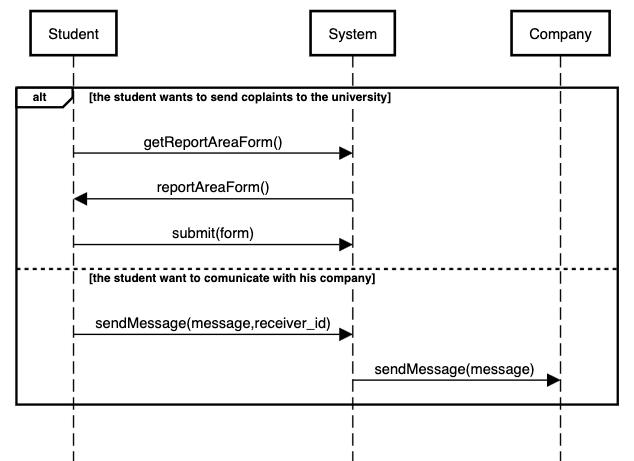 Student
System
Company
alt
[the student wants to send coplaints to the university]
getReportAreaForm()
reportAreaForm()
submit(form)
[the student want to comunicate with his company]
sendMessage(message,receiver_id)
sendMessage(message)